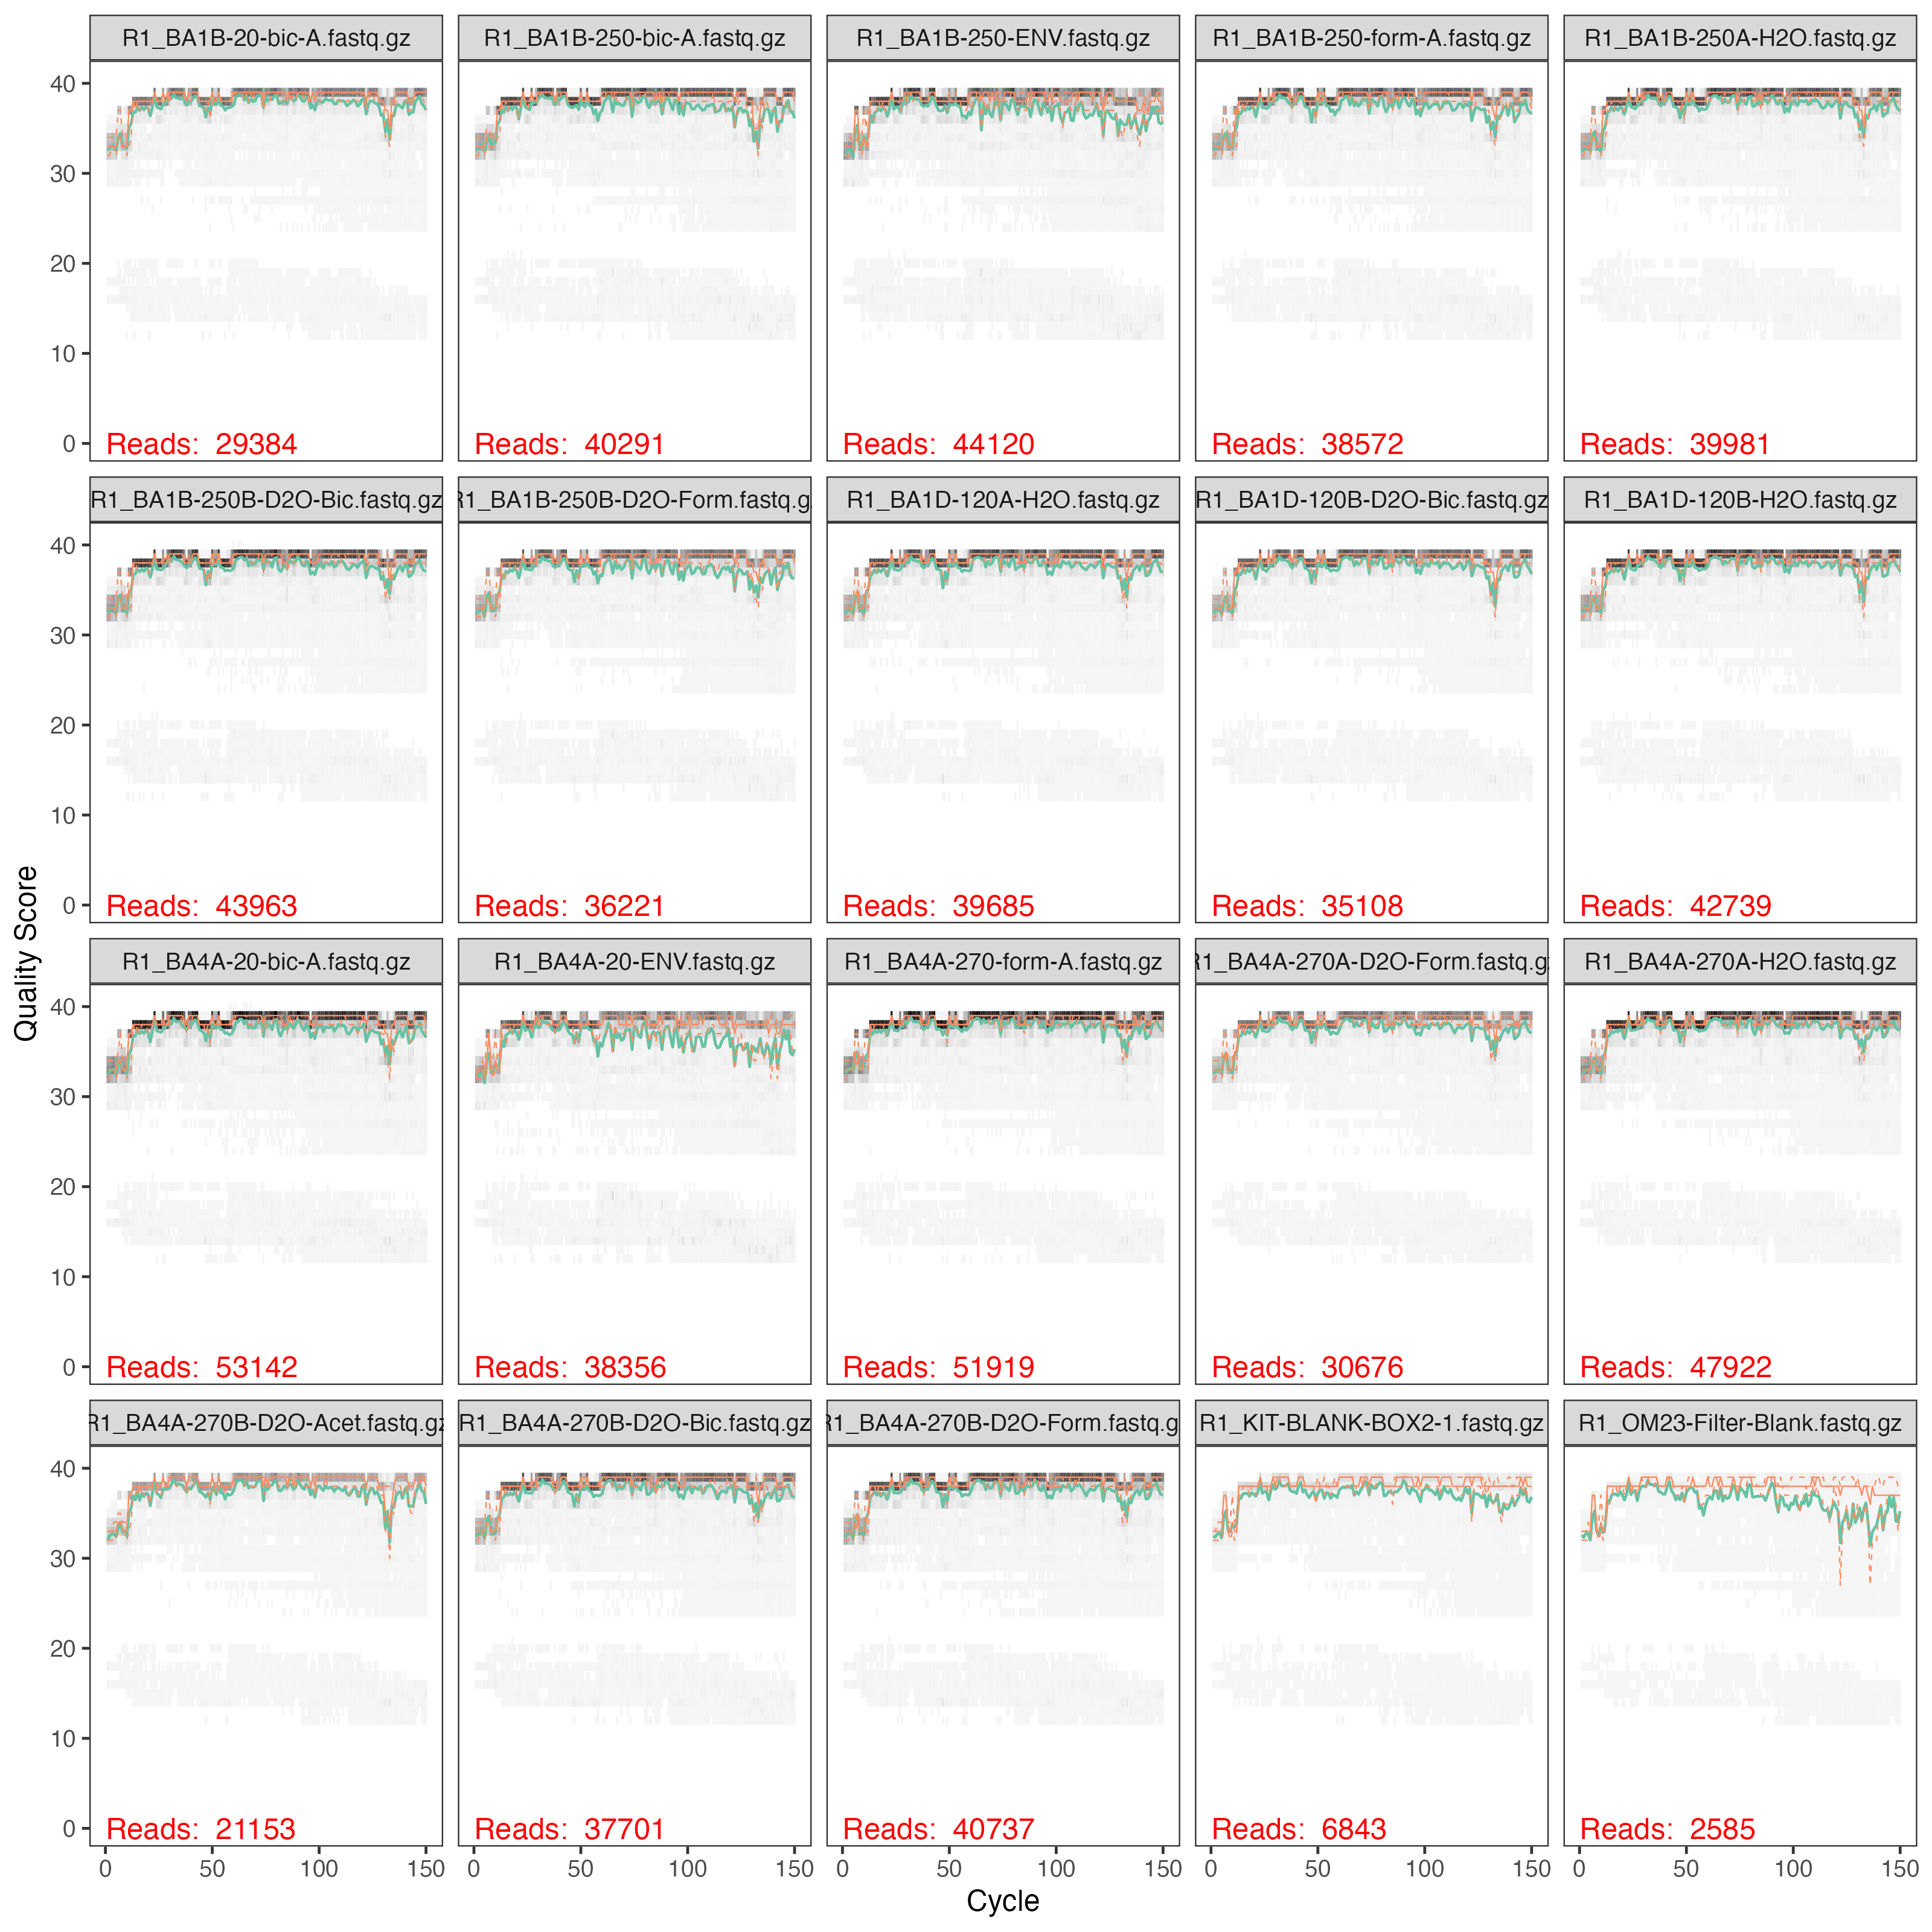 R1_BA1B-20-bic-A.fastq.gz
R1_BA1B-250-bic-A.fastq.gz
R1_BA1B-250-ENV.fastq.gz
R1_BA1B-250-form-A.fastq.gz
R1_BA1B-250A-H2O.fastq.gz
40
30
20
10
0
Reads: 29384
Reads: 40291
Reads: 44120
Reads: 38572
Reads: 39981
R1_BA1B-250B-D2O-Bic.fastq.gz
R1_BA1B-250B-D2O-Form.fastq.g
R1_BA1D-120A-H2O.fastq.gz
R1_BA1D-120B-D2O-Bic.fastq.gz
R1_BA1D-120B-H2O.fastq.gz
40
30
20
10
0
Reads: 43963
Reads: 36221
Reads: 39685
Reads: 35108
Reads: 42739
Quality Score
R1_BA4A-20-bic-A.fastq.gz
R1_BA4A-20-ENV.fastq.gz
R1_BA4A-270-form-A.fastq.gz
R1_BA4A-270A-D2O-Form.fastq.gz
R1_BA4A-270A-H2O.fastq.gz
40
30
20
10
0
Reads: 53142
Reads: 38356
Reads: 51919
Reads: 30676
Reads: 47922
R1_BA4A-270B-D2O-Acet.fastq.gz
R1_BA4A-270B-D2O-Bic.fastq.gz
R1_BA4A-270B-D2O-Form.fastq.g
R1_KIT-BLANK-BOX2-1.fastq.gz
R1_OM23-Filter-Blank.fastq.gz
40
30
20
10
0
Reads: 21153
Reads: 37701
Reads: 40737
Reads: 6843
Reads: 2585
0 50 100 150
0 50 100 150
0 50 100 150
0 50 100 150
0 50 100 150
Cycle